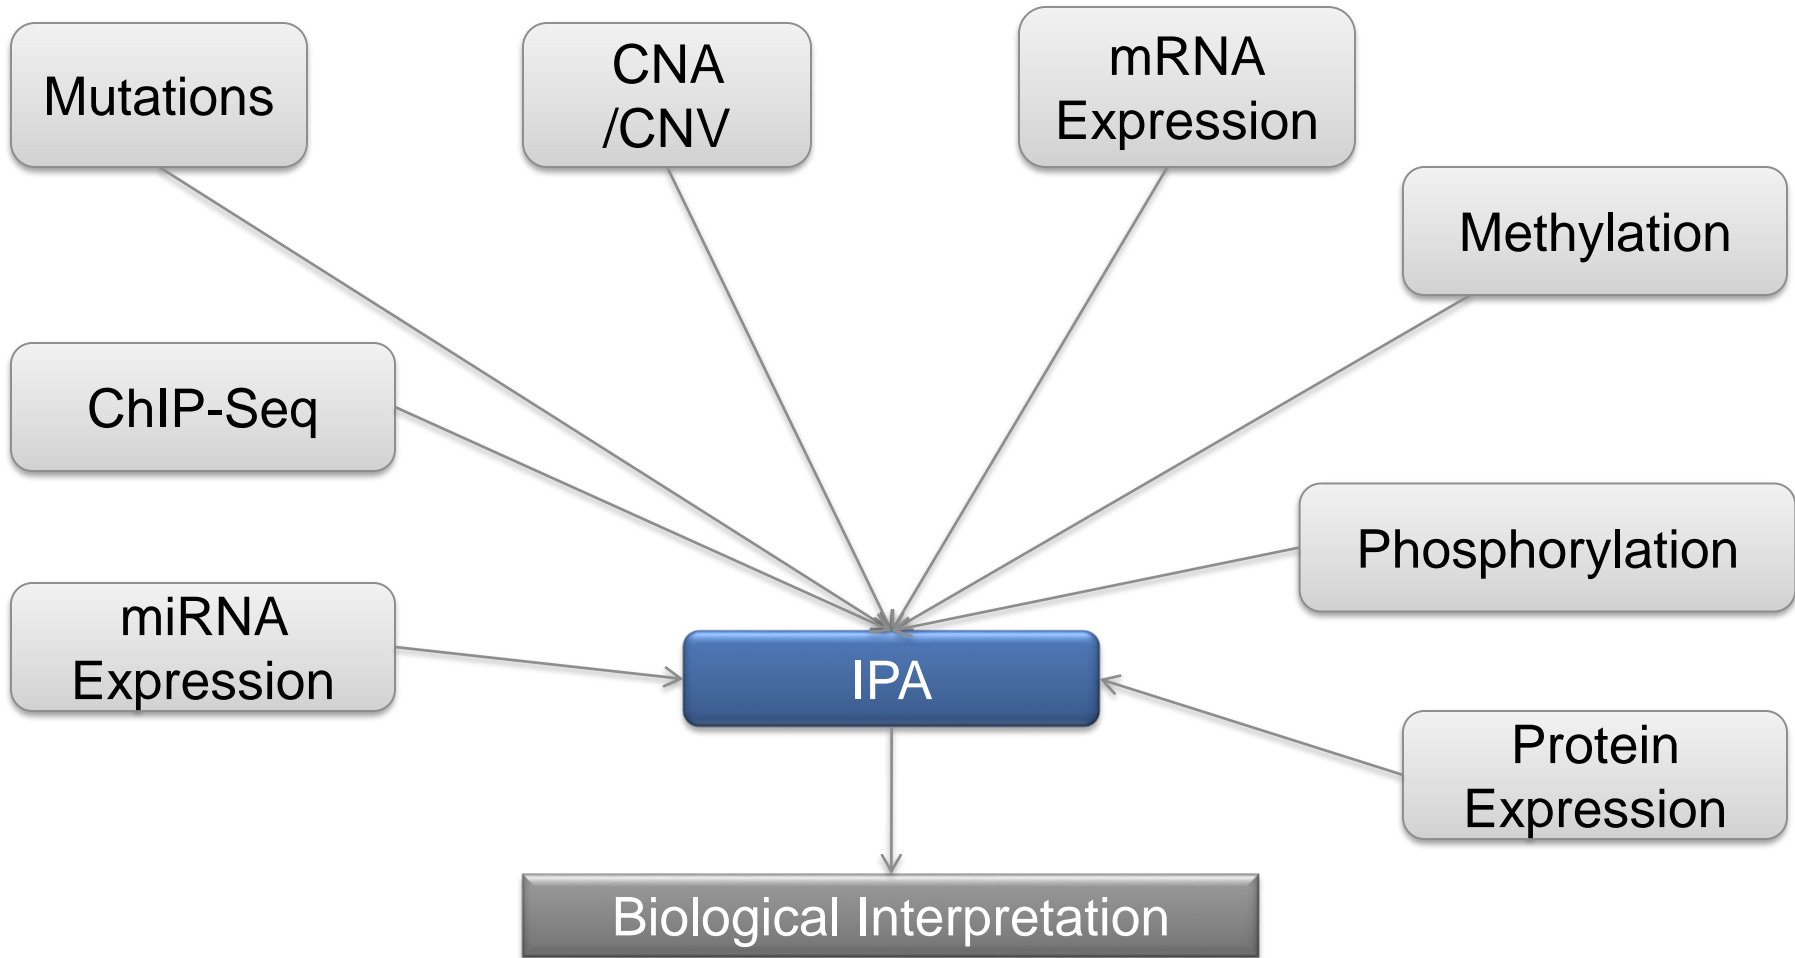 Mutations
CNA
/CNV
mRNA
Expression
Methylation
ChIP-Seq
Phosphorylation
miRNA
Expression
IPA
Protein
Expression
Biological Interpretation